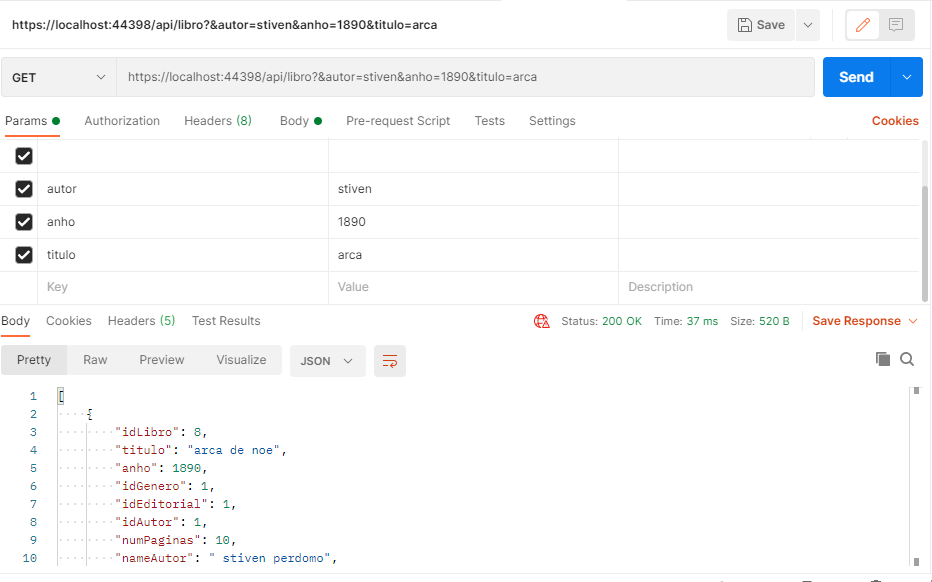 https://localhost:44398/api/libro?&autor=stiven&anho=1890&titulo=arca Save
GET https://localhost:44398/api/libro?&autor=stiven&anho=1890&titulo=arca Send
Params Authorization Headers (8) Body Pre-request Script Tests Settings Cookies
autor stiven
anho 1890
titulo arca
Key Value Description
Body Cookies Headers (5) Test Results Status: 200 OK Time: 37 ms Size: 520 B Save Response
Pretty Raw Preview Visualize JSON
1 [
2 {
3 "idLibro": 8,
4 "titulo": "arca de noe",
5 "anho": 1890,
6 "idGenero": 1,
7 "idEditorial": 1,
8 "idAutor": 1,
9 "numPaginas": 10,
10 "nameAutor": " stiven perdomo",